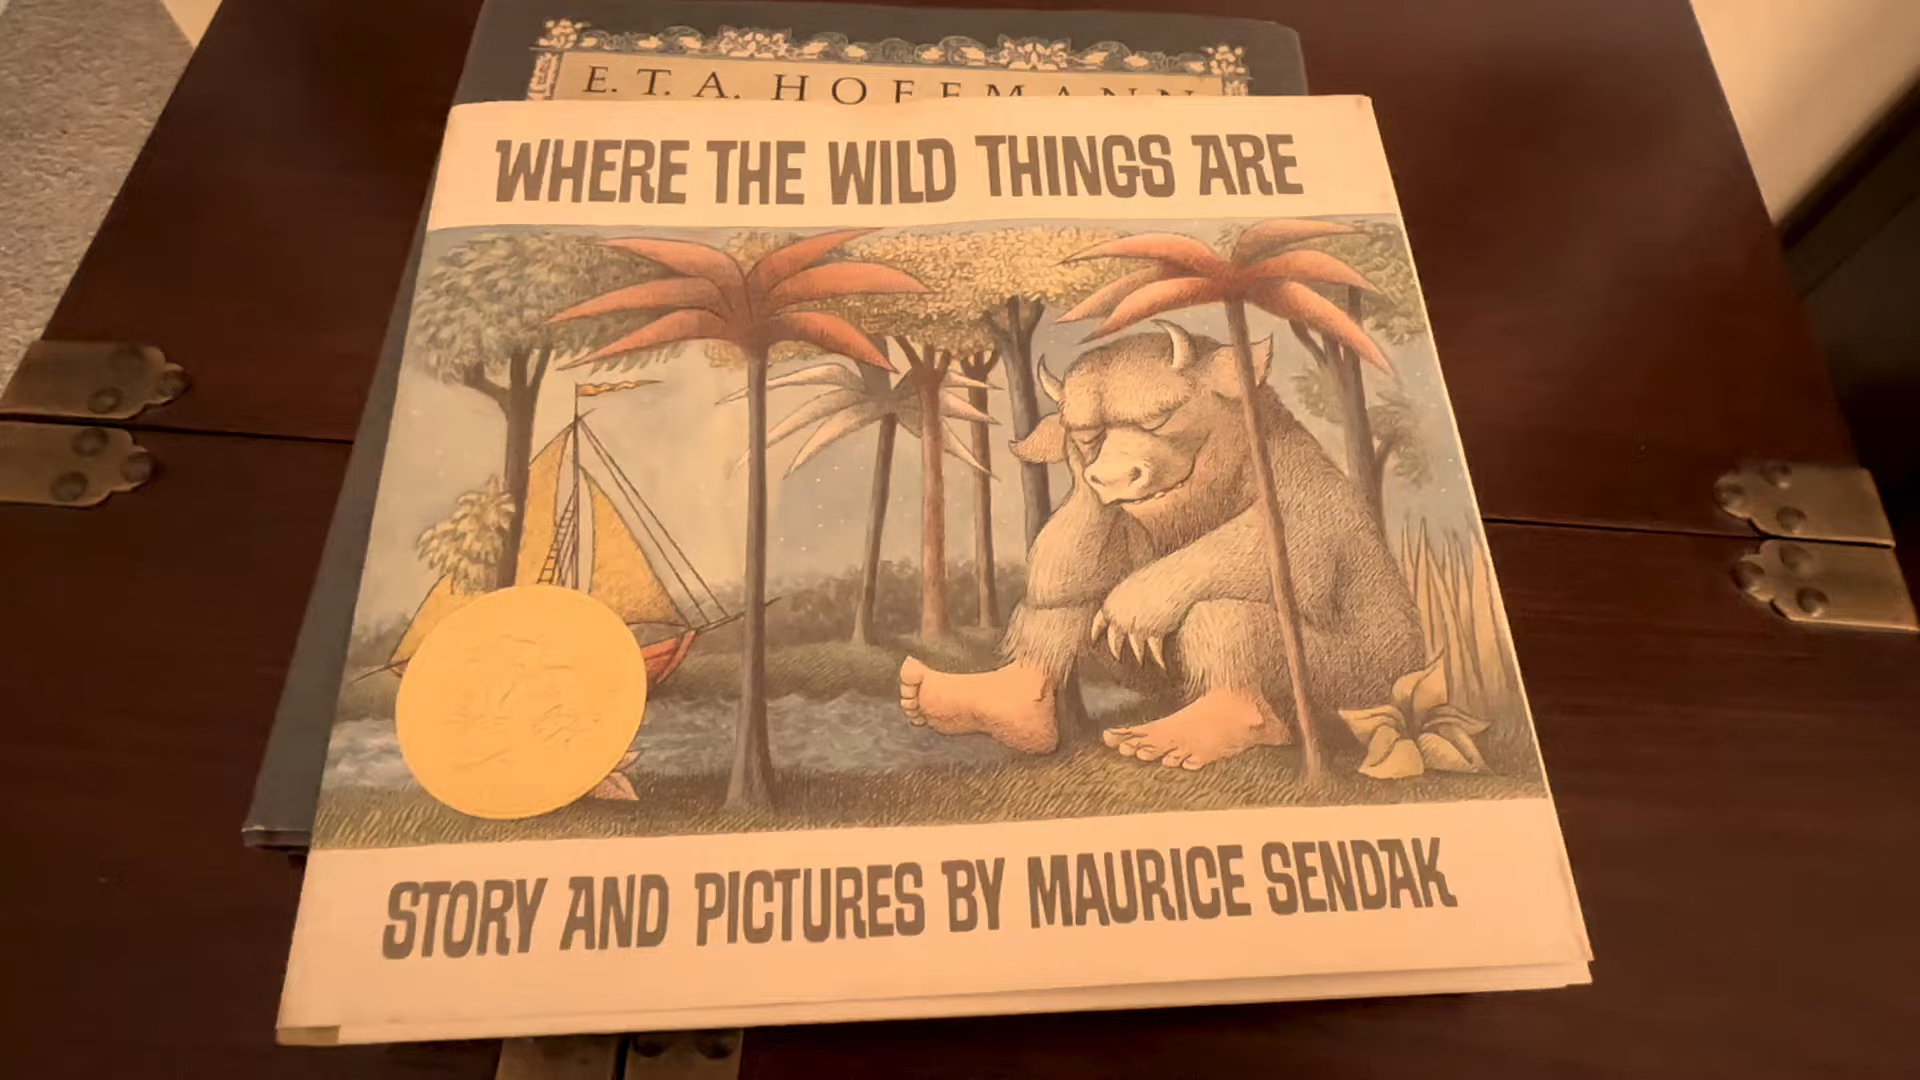 E. T. A. HOFFMANN
WHERE THE WILD THINGS ARE
STORY AND PICTURES BY MAURICE SENDAK